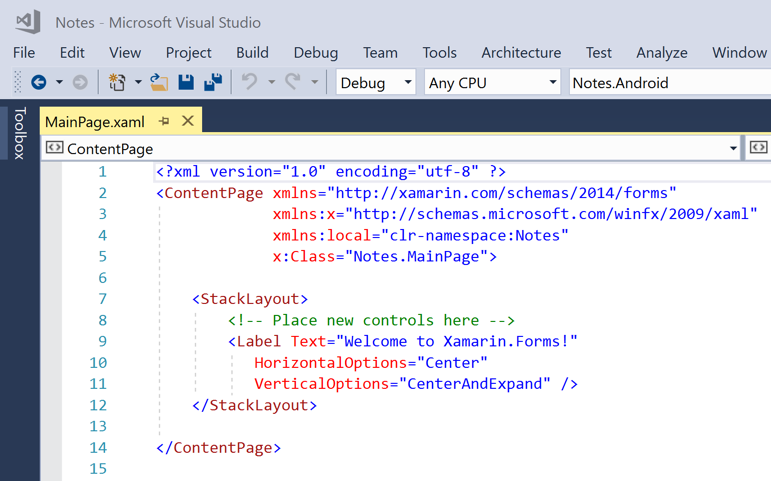 Notes - Microsoft Visual Studio
File Edit View Project Build Debug Team Tools Architecture Test Analyze Window
Debug Any CPU Notes.Android
Toolbox
MainPage.xaml
ContentPage
1 <?xml version="1.0" encoding="utf-8" ?>
2 <ContentPage xmlns="http://xamarin.com/schemas/2014/forms"
3 xmlns:x="http://schemas.microsoft.com/winfx/2009/xaml"
4 xmlns:local="clr-namespace:Notes"
5 x:Class="Notes.MainPage">
6
7 <StackLayout>
8 <!-- Place new controls here -->
9 <Label Text="Welcome to Xamarin.Forms!"
10 HorizontalOptions="Center"
11 VerticalOptions="CenterAndExpand" />
12 </StackLayout>
13
14 </ContentPage>
15